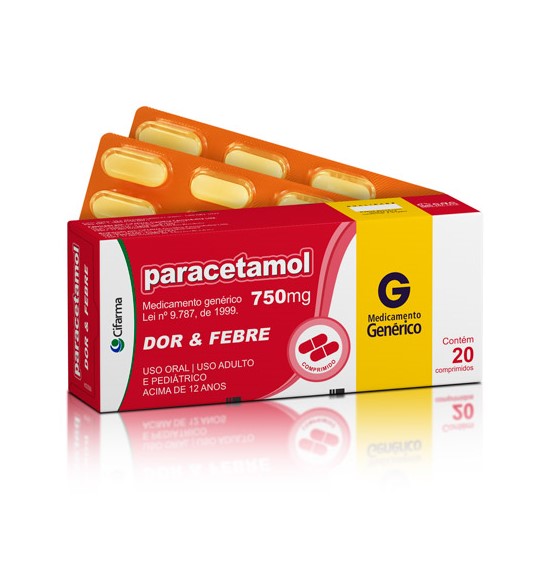 paracetamol
DOR & FEBRE
Cifarma
paracetamol
Medicamento genérico
Lei nº 9.787, de 1999.
750mg
DOR & FEBRE
USO ORAL | USO ADULTO
E PEDIÁTRICO
ACIMA DE 12 ANOS
COMPRIMIDO
G
Medicamento
Genérico
Contém
20
comprimidos